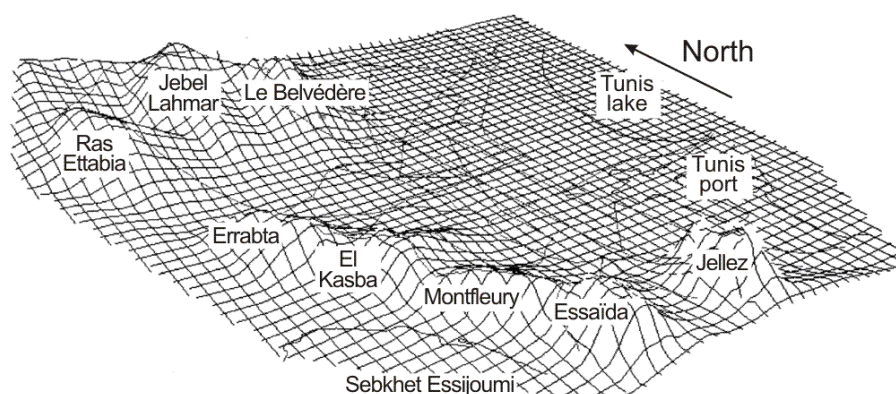 North
Jebel
Lahmar
Le Belvédère
Tunis
lake
Ras
Ettabia
Tunis
port
Errabta
El
Kasba
Jellez
Montfleury
Essaïda
Sebkhet Essijoumi